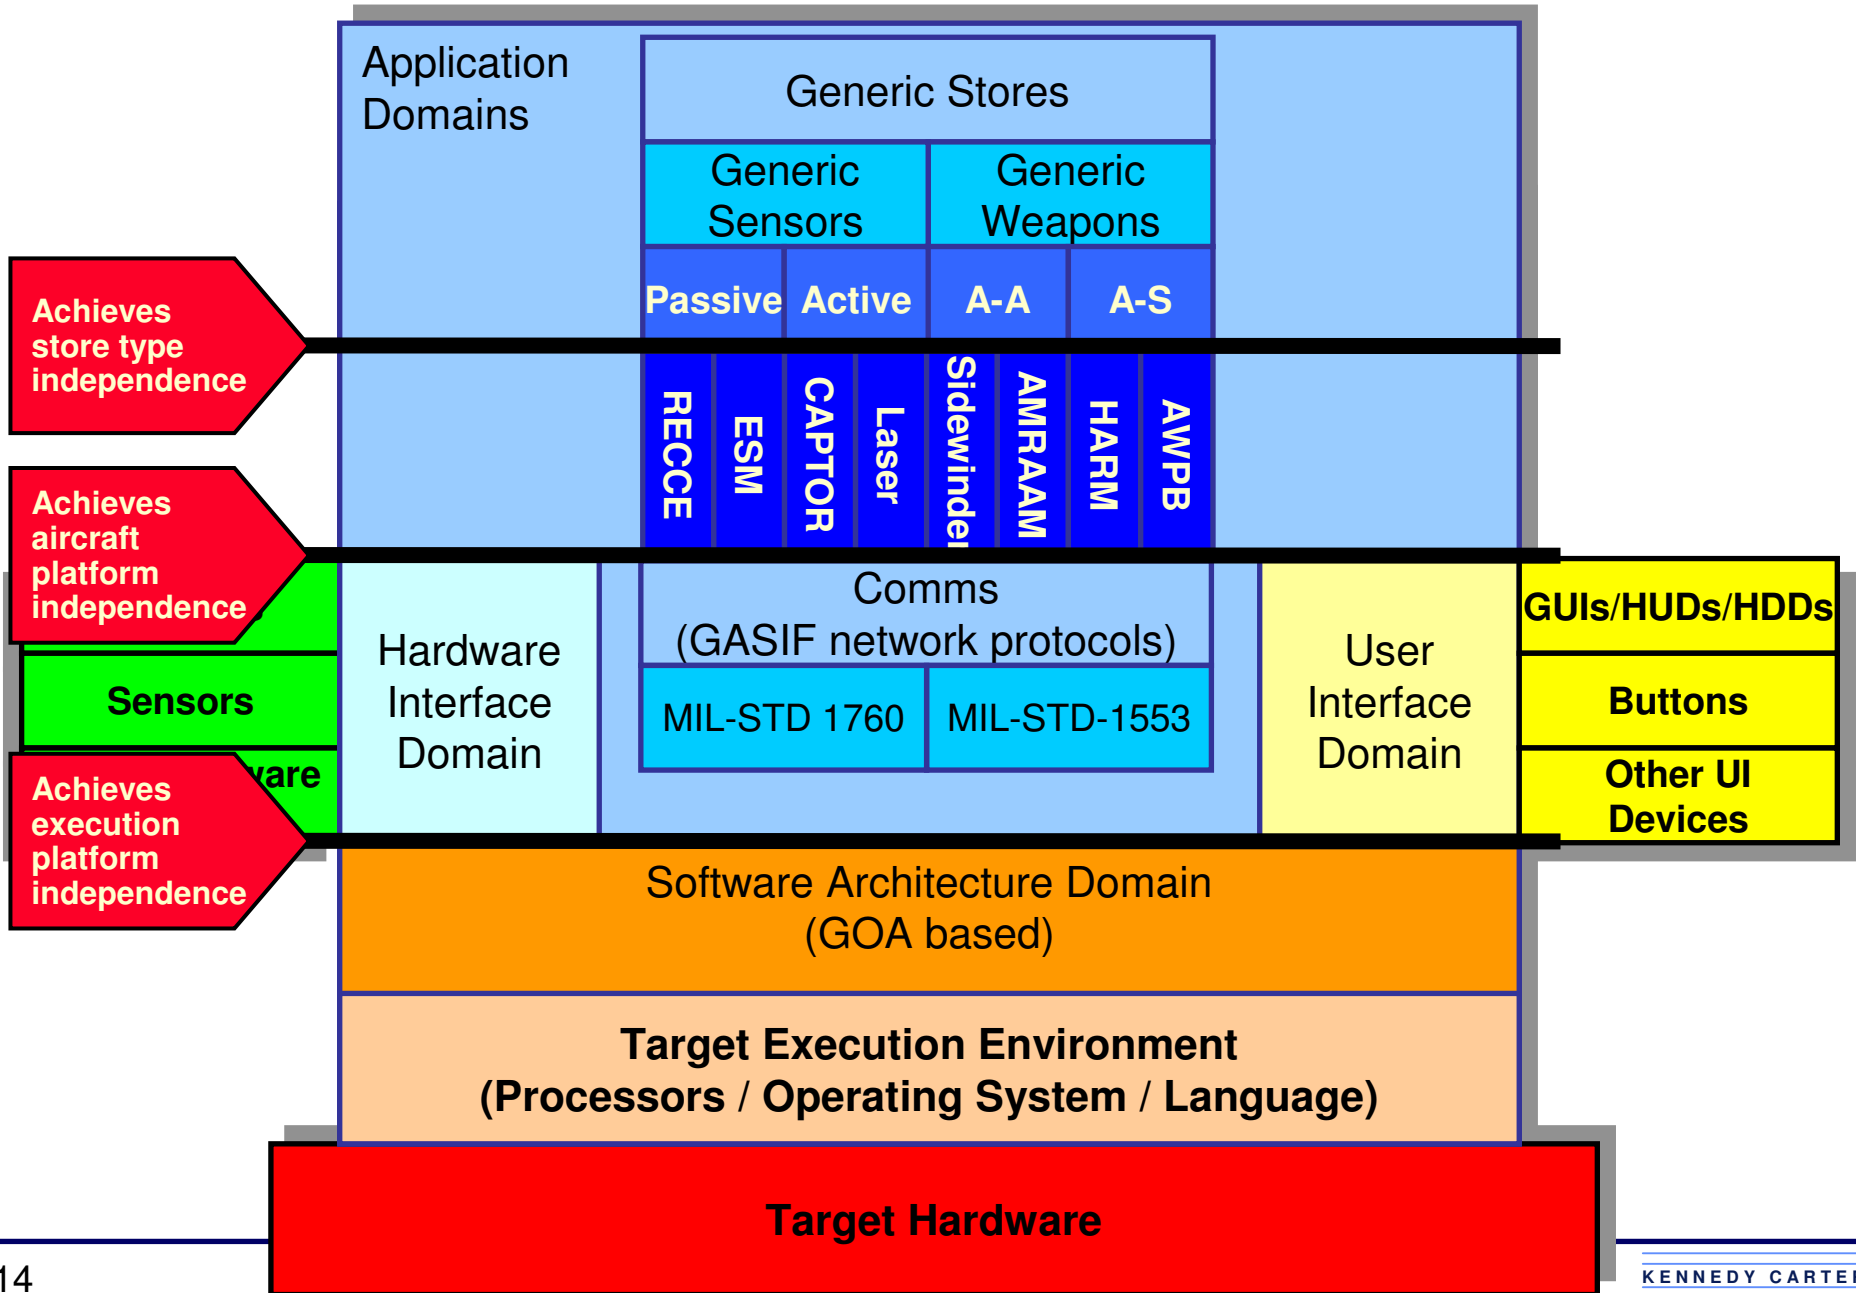 Application
Domains
Generic Stores
Generic
Sensors
Generic
Weapons
Passive
Active
A-A
A-S
Achieves
store type
independence
RECCE
ESM
CAPTOR
Laser
Sidewinder
AMRAAM
HARM
AWPB
Achieves
aircraft
platform
independence
Comms
(GASIF network protocols)
MIL-STD 1760
MIL-STD-1553
Hardware
Interface
Domain
User
Interface
Domain
Sensors
GUIs/HUDs/HDDs
Buttons
Other UI
Devices
Achieves
execution
platform
independence
Software Architecture Domain
(GOA based)
Target Execution Environment
(Processors / Operating System / Language)
Target Hardware
14
KENNEDY CARTER